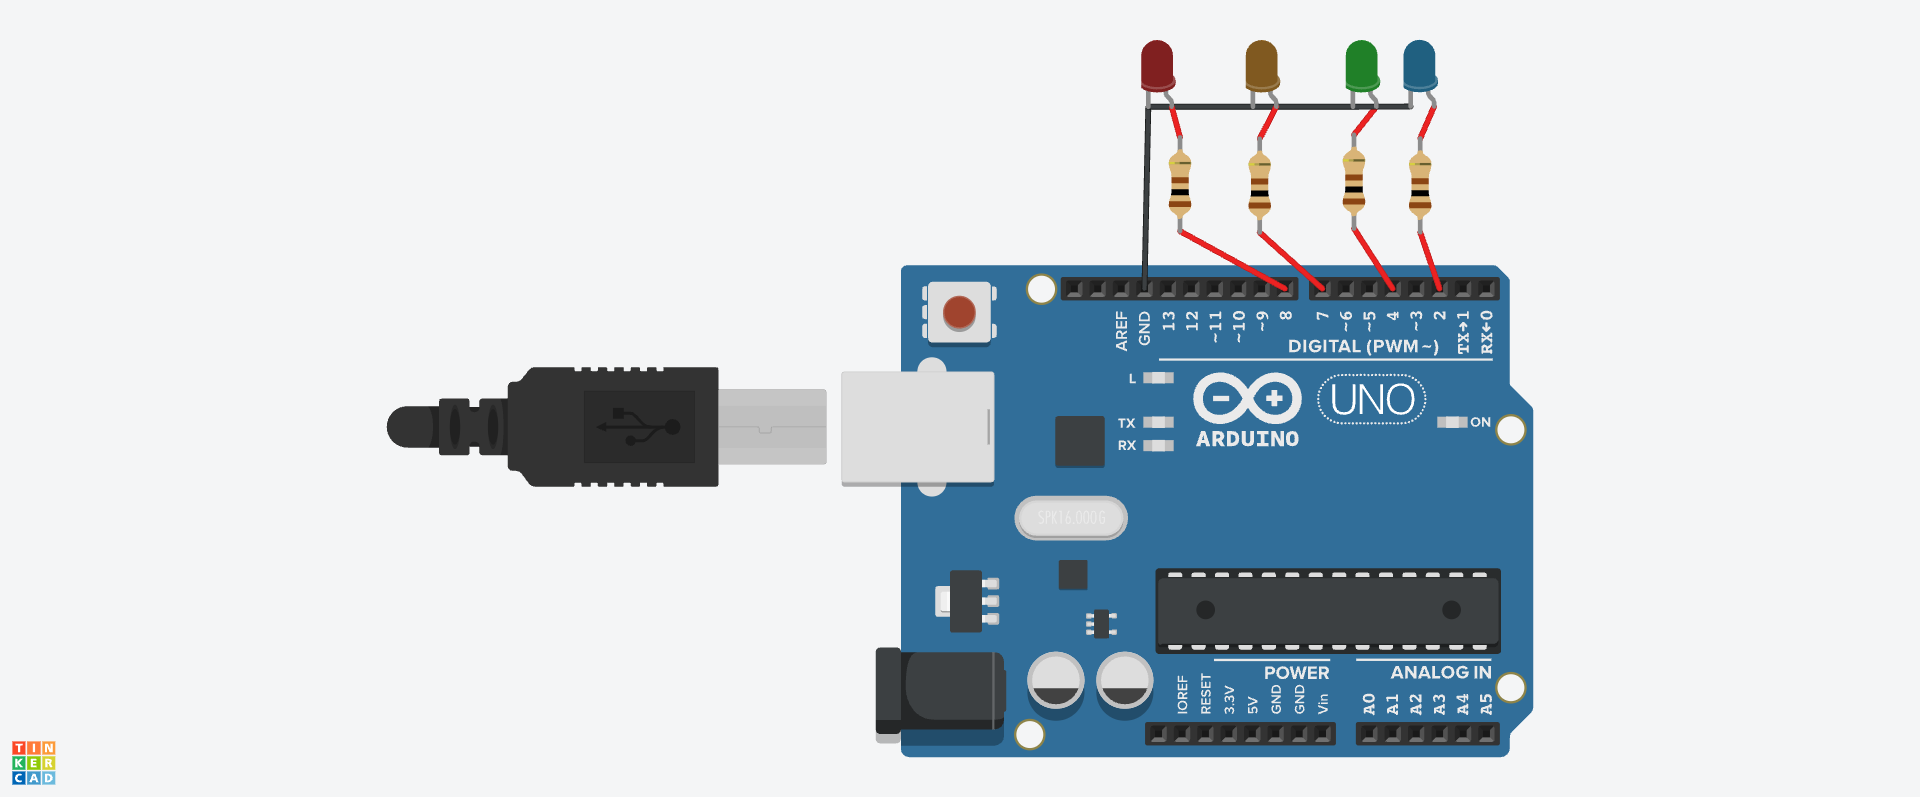 AREF
GND
13
12
~11
~10
~9
8
7
~6
~5
4
~3
2
TX→1
RX←0
DIGITAL (PWM~)
L
TX
RX
UNO
ON
ARDUINO
SPK16.000G
POWER
ANALOG IN
IOREF
RESET
3.3V
5V
GND
GND
Vin
A0
A1
A2
A3
A4
A5
TIN
KER
CAD